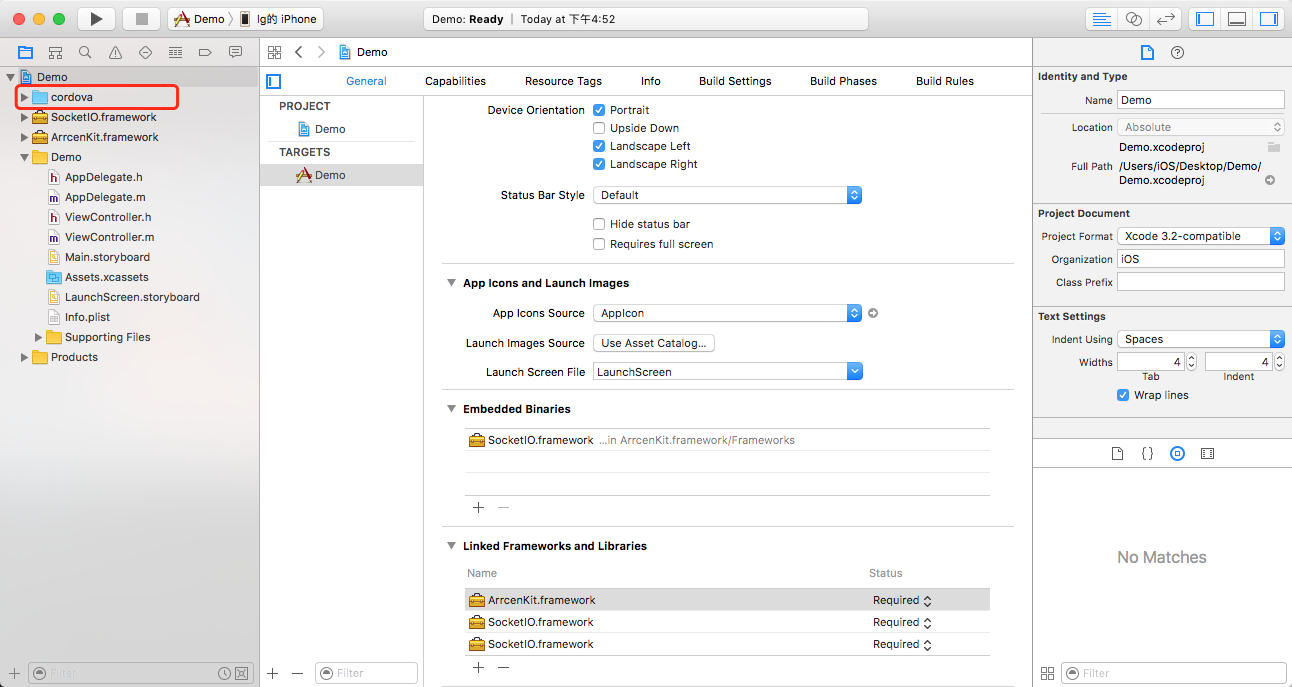 Demo
lg的 iPhone
Demo: Ready | Today at 下午4:52
Demo
cordova
SocketIO.framework
ArrcenKit.framework
Demo
AppDelegate.h
AppDelegate.m
ViewController.h
ViewController.m
Main.storyboard
Assets.xcassets
LaunchScreen.storyboard
Info.plist
Supporting Files
Products
Filter
Demo
General Capabilities Resource Tags Info Build Settings Build Phases Build Rules
PROJECT
Demo
TARGETS
Demo
Filter
Device Orientation Portrait
Upside Down
Landscape Left
Landscape Right
Status Bar Style Default
Hide status bar
Requires full screen
App Icons and Launch Images
App Icons Source AppIcon
Launch Images Source Use Asset Catalog...
Launch Screen File LaunchScreen
Embedded Binaries
SocketIO.framework ...in ArrcenKit.framework/Frameworks
Linked Frameworks and Libraries
Name Status
ArrcenKit.framework Required
SocketIO.framework Required
SocketIO.framework Required
Identity and Type
Name Demo
Location Absolute
Demo.xcodeproj
Full Path /Users/iOS/Desktop/Demo/
Demo.xcodeproj
Project Document
Project Format Xcode 3.2-compatible
Organization iOS
Class Prefix
Text Settings
Indent Using Spaces
Widths 4 4
Tab Indent
Wrap lines
No Matches
Filter